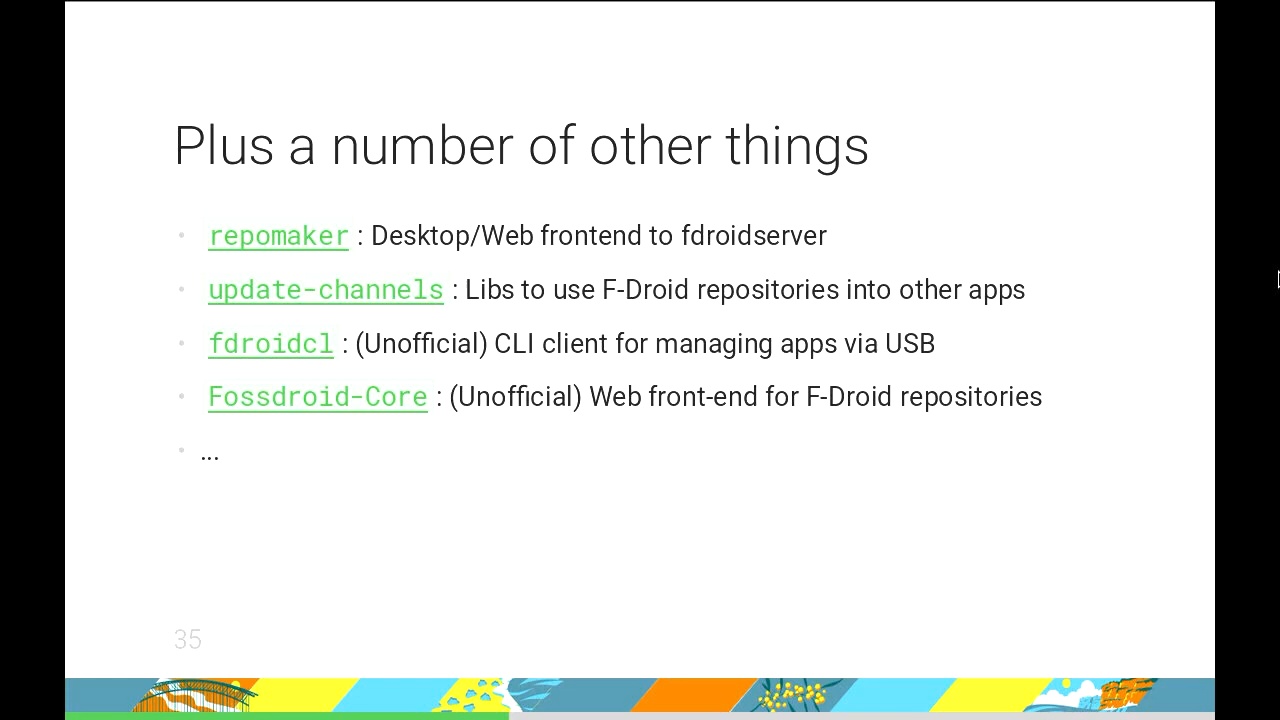 Plus a number of other things
• repomaker : Desktop/Web frontend to fdroidserver
• update-channels : Libs to use F-Droid repositories into other apps
• fdroidcl : (Unofficial) CLI client for managing apps via USB
• Fossdroid-Core : (Unofficial) Web front-end for F-Droid repositories
• ...
35